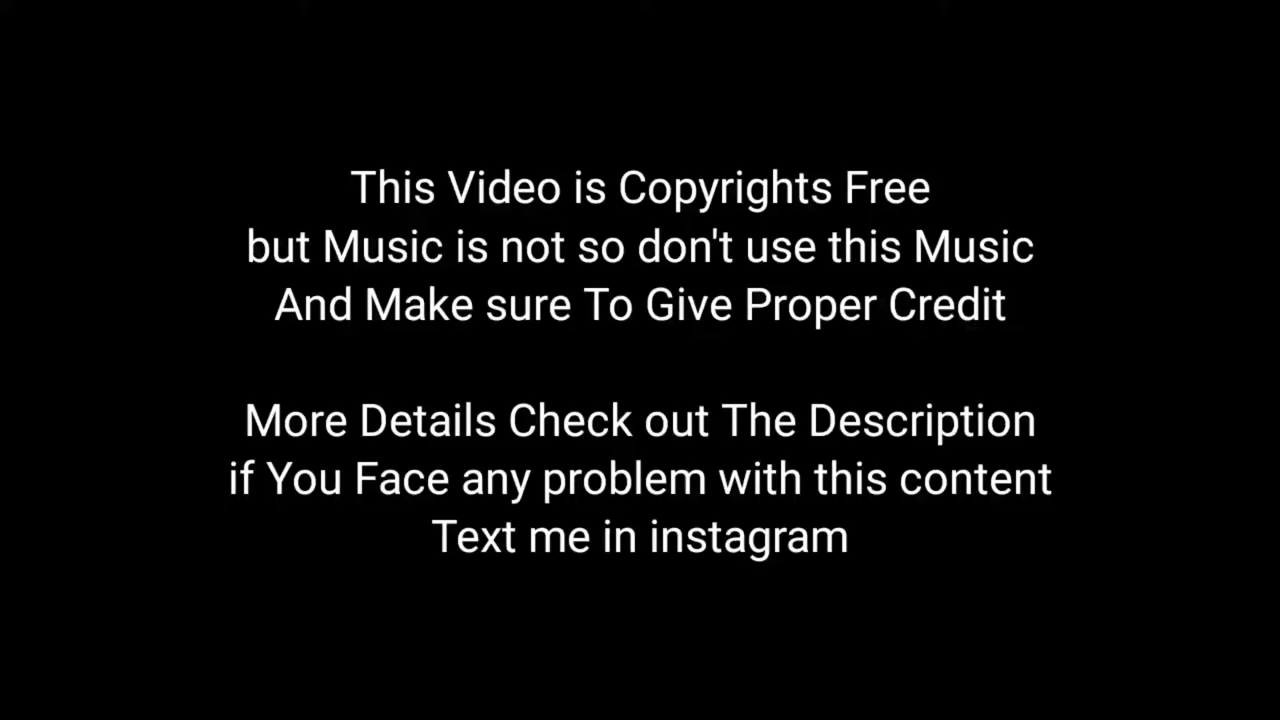 This Video is Copyrights Free
but Music is not so don't use this Music
And Make sure To Give Proper Credit
More Details Check out The Description
if You Face any problem with this content
Text me in instagram